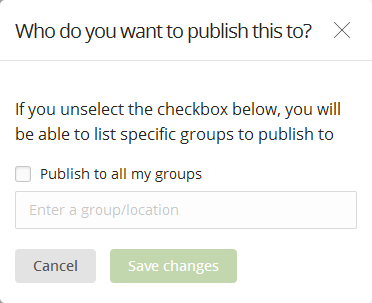 Who do you want to publish this to?
If you unselect the checkbox below, you will
be able to list specific groups to publish to
Publish to all my groups
Enter a group/location
Cancel
Save changes